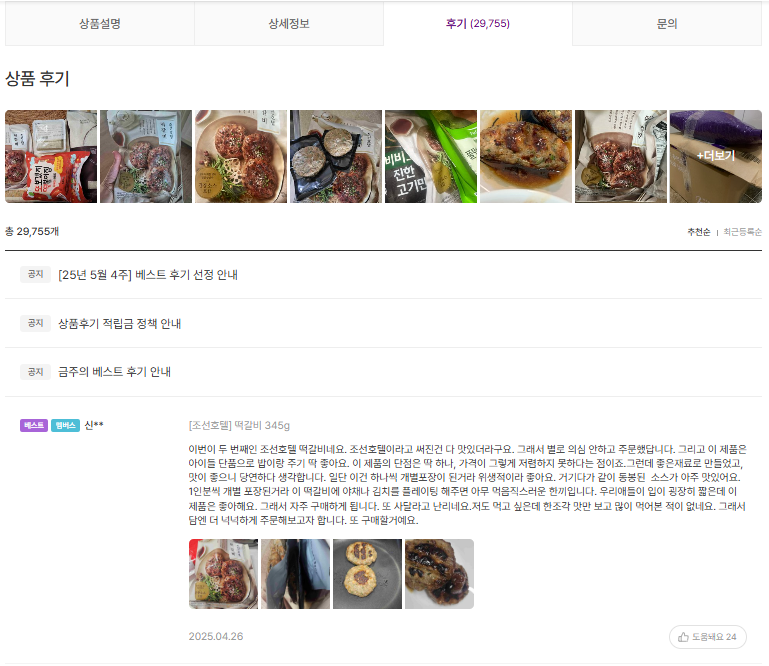 상품설명
상세정보
후기 (29,755)
문의
상품 후기
+더보기
총 29,755개
추천순
최근등록순
공지 [25년 5월 4주] 베스트 후기 선정 안내
공지 상품후기 적립금 정책 안내
공지 금주의 베스트 후기 안내
베스트 멤버스 신**
[조선호텔] 떡갈비 345g
이번이 두 번째인 조선호텔 떡갈비네요. 조선호텔이라고 써진건 다 맛있더라구요. 그래서 별로 의심 안하고 주문했답니다. 그리고 이 제품은
아이들 단품으로 밥이랑 주기 딱 좋아요. 이 제품의 단점은 딱 하나, 가격이 그렇게 저렴하지 못하다는 점이죠.그런데 좋은재료로 만들었고,
맛이 좋으니 당연하다 생각합니다. 일단 이건 하나씩 개별포장이 된거라 위생적이라 좋아요. 거기다가 같이 동봉된 소스가 아주 맛있어요.
1인분씩 개별 포장된거라 이 떡갈비에 야채나 김치를 플레이팅 해주면 아무 먹음직스러운 한끼입니다. 우리애들이 입이 굉장히 짧은데 이
제품은 좋아해요. 그래서 자주 구매하게 됩니다. 또 사달라고 난리네요.저도 먹고 싶은데 한조각 맛만 보고 많이 먹어본 적이 없네요. 그래서
담엔 더 넉넉하게 주문해보고자 합니다. 또 구매할거예요.
2025.04.26
도움돼요 24